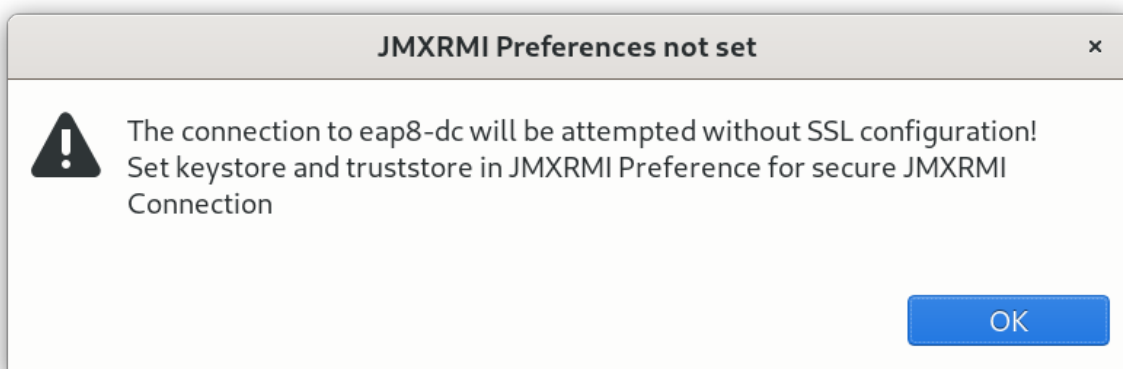 JMXRMI Preferences not set
The connection to eap8-dc will be attempted without SSL configuration!
Set keystore and truststore in JMXRMI Preference for secure JMXRMI
Connection
OK